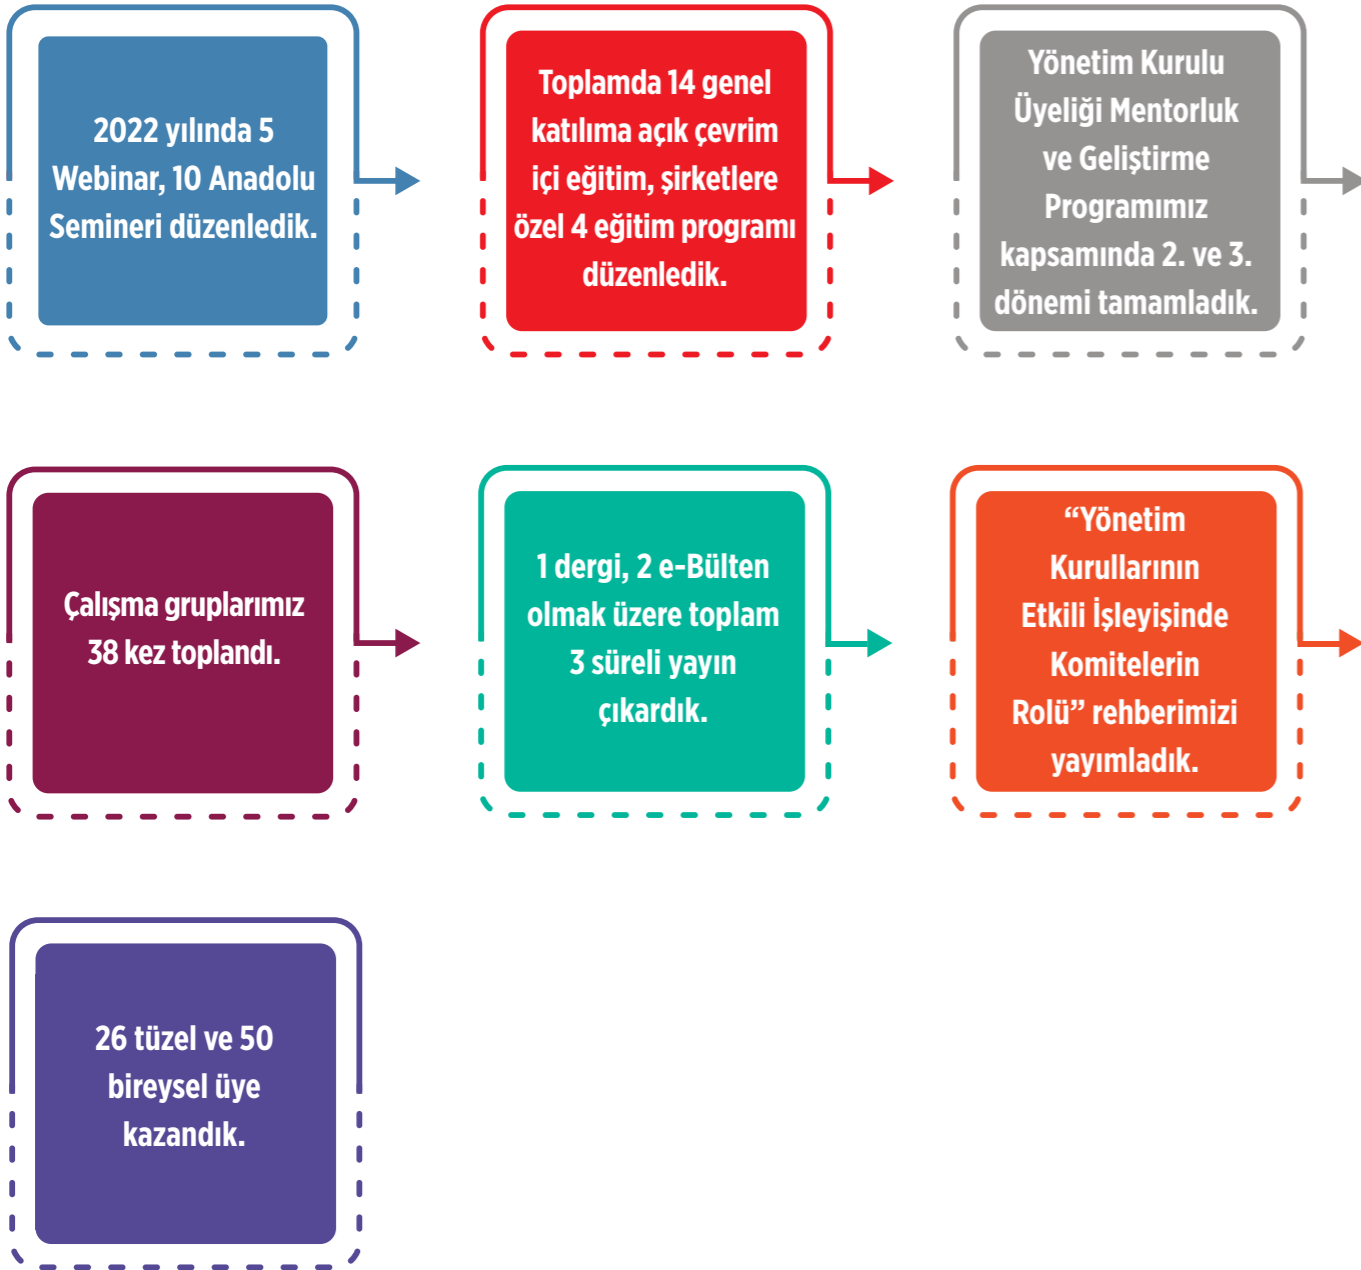 2022 yılında 5
Webinar, 10 Anadolu
Semineri düzenledik.
Toplamda 14 genel
katılıma açık çevrim
içi eğitim, şirketlere
özel 4 eğitim programı
düzenledik.
Yönetim Kurulu
Üyeliği Mentorluk
ve Geliştirme
Programımız
kapsamında 2. ve 3.
dönemi tamamladık.
Çalışma gruplarımız
38 kez toplandı.
1 dergi, 2 e-Bülten
olmak üzere toplam
3 süreli yayın
çıkardık.
“Yönetim
Kurullarının
Etkili İşleyişinde
Komitelerin
Rolü” rehberimizi
yayımladık.
26 tüzel ve 50
bireysel üye
kazandık.